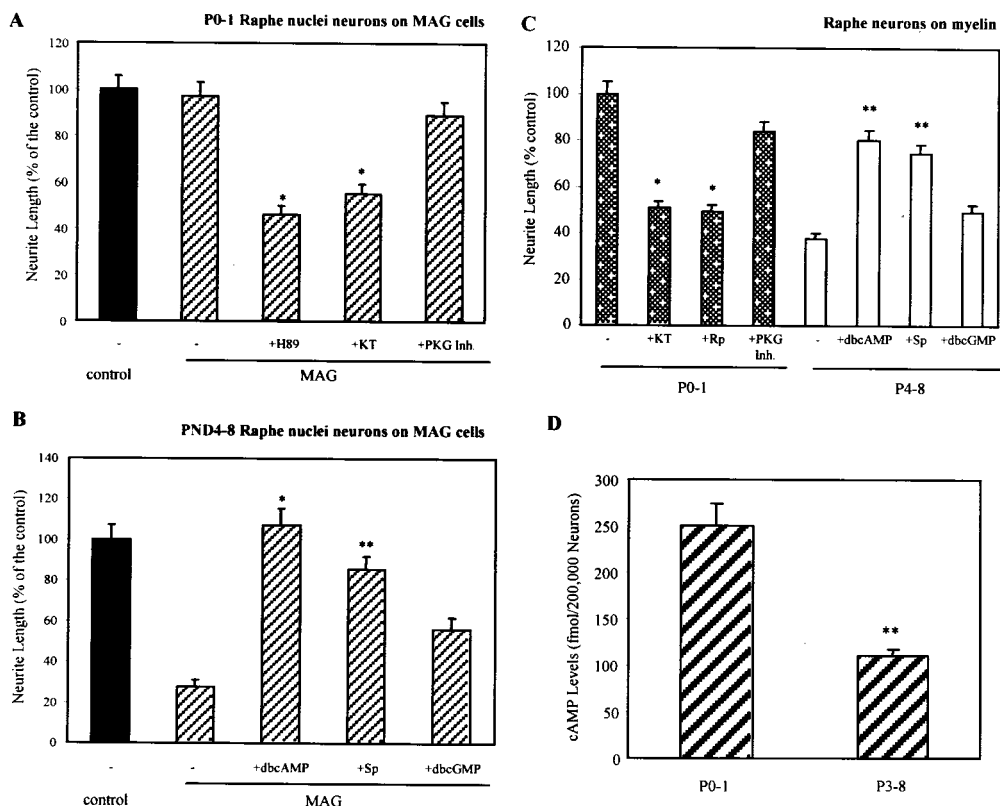 A
P0-1 Raphe nuclei neurons on MAG cells
Neurite Length (% of the control)
120
100
80
60
40
20
0
*
*
-
-
+H89
+KT
+PKG Inh.
control
MAG
B
PND4-8 Raphe nuclei neurons on MAG cells
Neurite Length (% of the control)
140
120
100
80
60
40
20
0
*
**
-
-
+dbcAMP
+Sp
+dbcGMP
control
MAG
C
Raphe neurons on myelin
Neurite Length (% control)
120
100
80
60
40
20
0
*
*
**
**
-
+KT
+Rp
+PKG
Inh.
-
+dbcAMP
+Sp
+dbcGMP
P0-1
P4-8
D
cAMP Levels (fmol/200,000 Neurons)
300
250
200
150
100
50
0
**
P0-1
P3-8